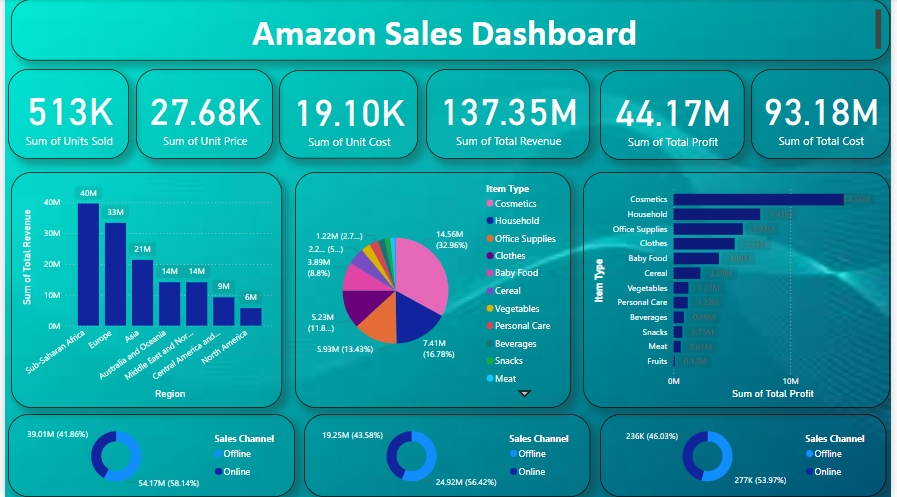 Amazon Sales Dashboard
513K
Sum of Units Sold
27.68K
Sum of Unit Price
19.10K
Sum of Unit Cost
137.35M
Sum of Total Revenue
44.17M
Sum of Total Profit
93.18M
Sum of Total Cost
Sum of Total Revenue
40M
30M
20M
10M
0M
40M
33M
21M
14M
14M
9M
6M
Sub-Saharan Africa
Europe
Asia
Australia and Oceania
Middle East and Nor...
Central America and...
North America
Region
14.56M
(32.96%)
7.41M
(16.78%)
5.93M (13.43%)
5.23M
(11.8...)
3.89M
(8.8%)
2.2... (5...)
1.22M (2.7...)
Item Type
Cosmetics
Household
Office Supplies
Clothes
Baby Food
Cereal
Vegetables
Personal Care
Beverages
Snacks
Meat
Item Type
Cosmetics
Household
Office Supplies
Clothes
Baby Food
Cereal
Vegetables
Personal Care
Beverages
Snacks
Meat
Fruits
0M
10M
Sum of Total Profit
39.01M (41.86%)
54.17M (58.14%)
Sales Channel
Offline
Online
19.25M (43.58%)
24.92M (56.42%)
Sales Channel
Offline
Online
236K (46.03%)
277K (53.97%)
Sales Channel
Offline
Online